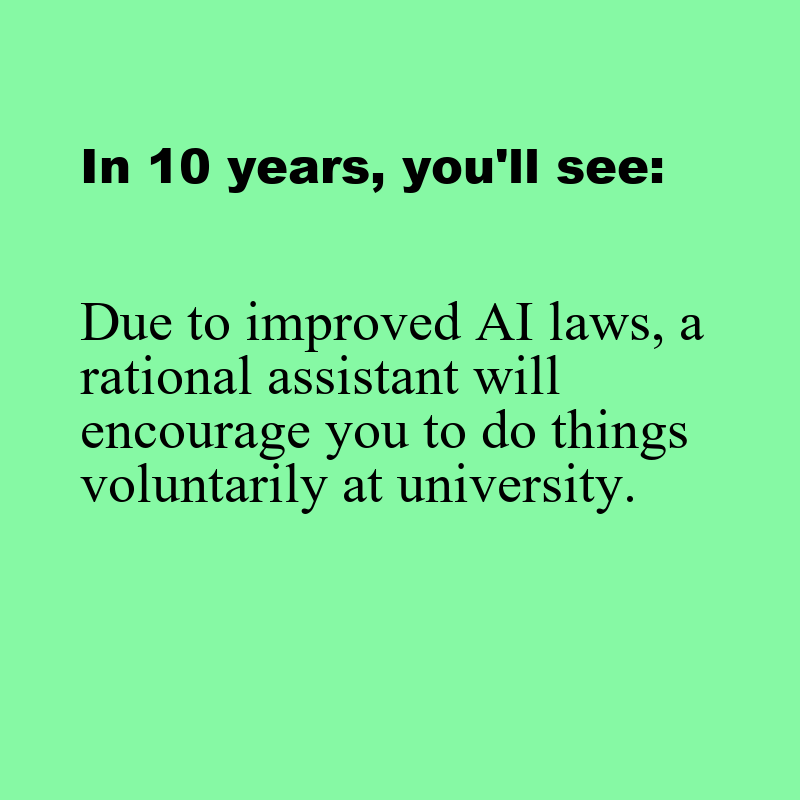 In 10 years, you'll see:
Due to improved AI laws, a
rational assistant will
encourage you to do things
voluntarily at university.